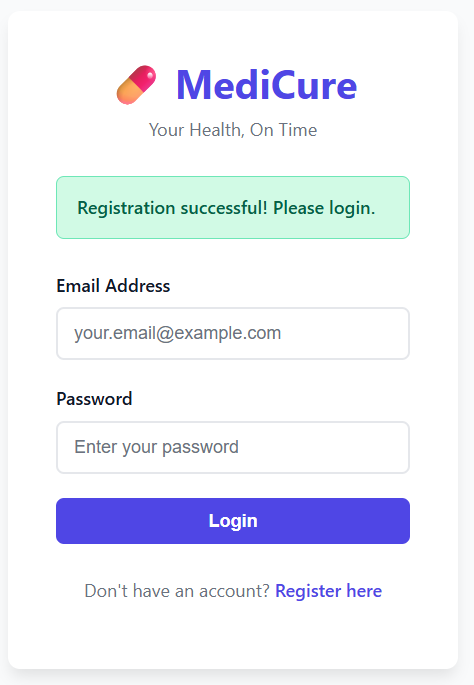 MediCure
Your Health, On Time
Registration successful! Please login.
Email Address
your.email@example.com
Password
Enter your password
Login
Don't have an account? Register here